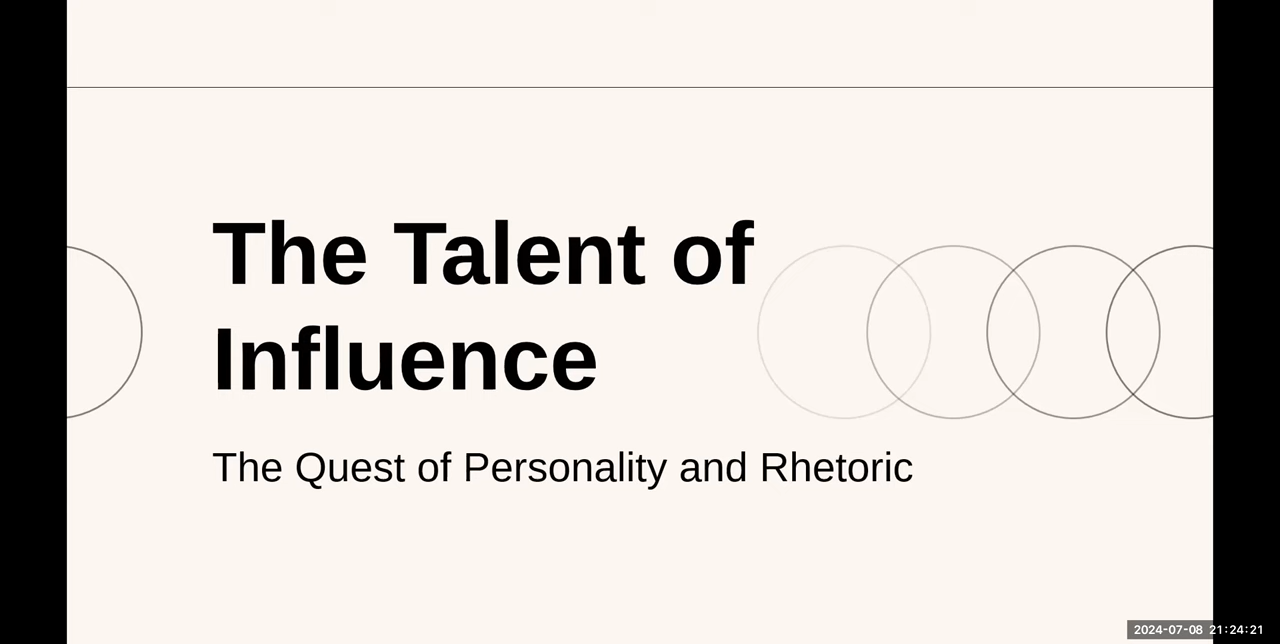 The Talent of
Influence
The Quest of Personality and Rhetoric
2024-07-08 21:24:21